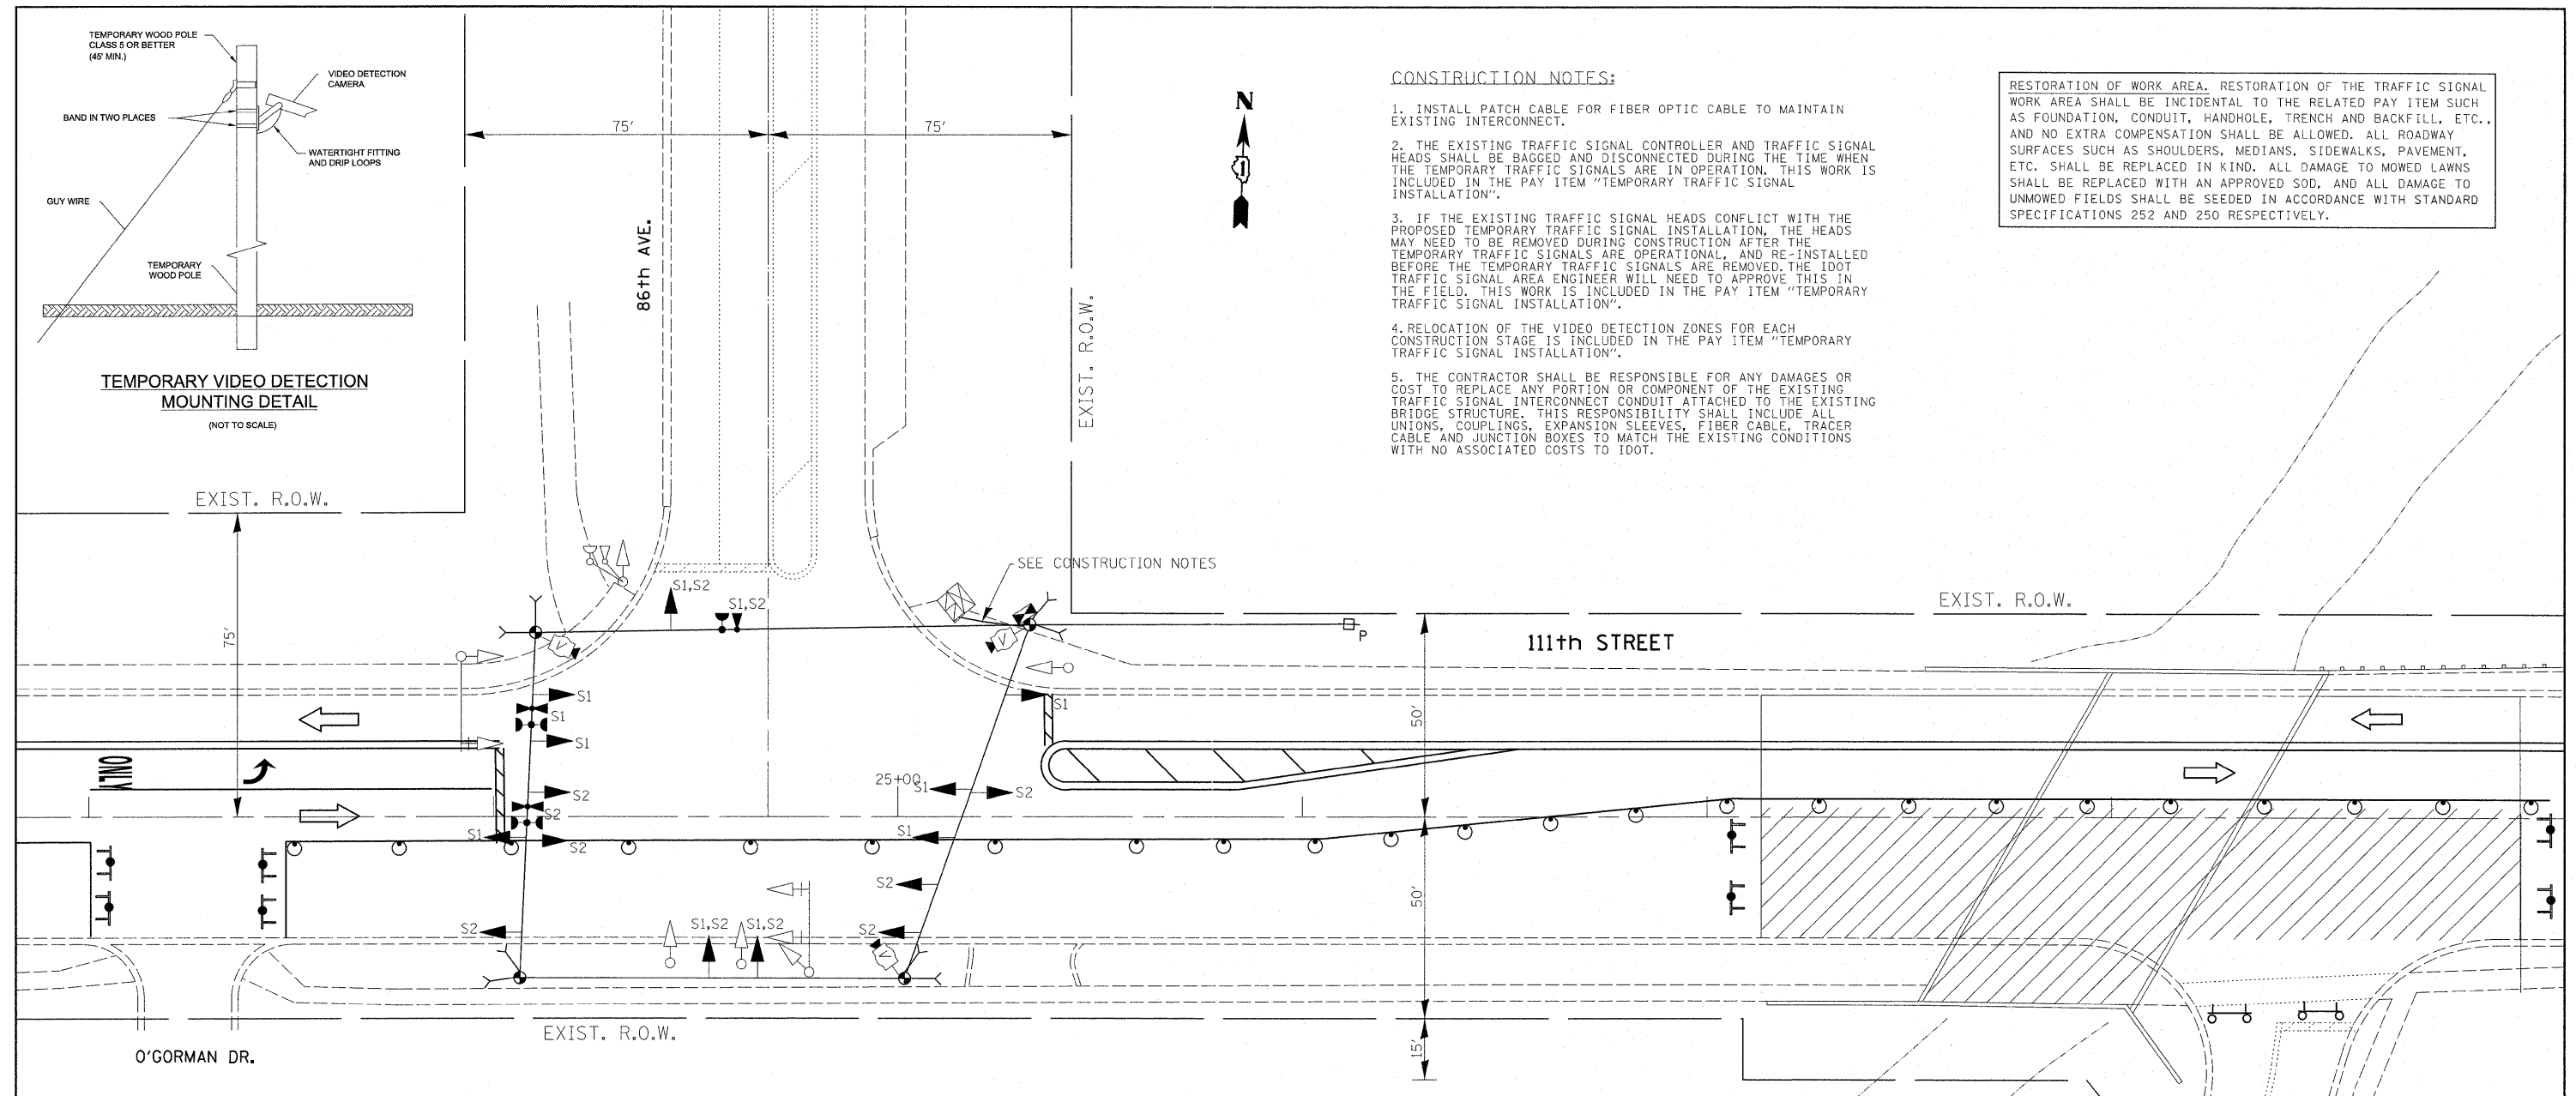 TEMPORARY WOOD POLE
CLASS 5 OR BETTER
(45' MIN.)
VIDEO DETECTION
CAMERA
BAND IN TWO PLACES
WATERTIGHT FITTING
AND DRIP LOOPS
GUY WIRE
TEMPORARY
WOOD POLE
TEMPORARY VIDEO DETECTION
MOUNTING DETAIL
(NOT TO SCALE)
75'
75'
86th AVE.
EXIST. R.O.W.
N
CONSTRUCTION NOTES:
1. INSTALL PATCH CABLE FOR FIBER OPTIC CABLE TO MAINTAIN
EXISTING INTERCONNECT.
2. THE EXISTING TRAFFIC SIGNAL CONTROLLER AND TRAFFIC SIGNAL
HEADS SHALL BE BAGGED AND DISCONNECTED DURING THE TIME WHEN
THE TEMPORARY TRAFFIC SIGNALS ARE IN OPERATION. THIS WORK IS
INCLUDED IN THE PAY ITEM "TEMPORARY TRAFFIC SIGNAL
INSTALLATION".
3. IF THE EXISTING TRAFFIC SIGNAL HEADS CONFLICT WITH THE
PROPOSED TEMPORARY TRAFFIC SIGNAL INSTALLATION, THE HEADS
MAY NEED TO BE REMOVED DURING CONSTRUCTION AFTER THE
TEMPORARY TRAFFIC SIGNALS ARE OPERATIONAL, AND RE-INSTALLED
BEFORE THE TEMPORARY TRAFFIC SIGNALS ARE REMOVED. THE IDOT
TRAFFIC SIGNAL AREA ENGINEER WILL NEED TO APPROVE THIS IN
THE FIELD. THIS WORK IS INCLUDED IN THE PAY ITEM "TEMPORARY
TRAFFIC SIGNAL INSTALLATION".
4. RELOCATION OF THE VIDEO DETECTION ZONES FOR EACH
CONSTRUCTION STAGE IS INCLUDED IN THE PAY ITEM "TEMPORARY
TRAFFIC SIGNAL INSTALLATION".
5. THE CONTRACTOR SHALL BE RESPONSIBLE FOR ANY DAMAGES OR
COST TO REPLACE ANY PORTION OR COMPONENT OF THE EXISTING
TRAFFIC SIGNAL INTERCONNECT CONDUIT ATTACHED TO THE EXISTING
BRIDGE STRUCTURE. THIS RESPONSIBILITY SHALL INCLUDE ALL
UNIONS, COUPLINGS, EXPANSION SLEEVES, FIBER CABLE, TRACER
CABLE AND JUNCTION BOXES TO MATCH THE EXISTING CONDITIONS
WITH NO ASSOCIATED COSTS TO IDOT.
RESTORATION OF WORK AREA. RESTORATION OF THE TRAFFIC SIGNAL
WORK AREA SHALL BE INCIDENTAL TO THE RELATED PAY ITEM SUCH
AS FOUNDATION, CONDUIT, HANDHOLE, TRENCH AND BACKFILL, ETC.,
AND NO EXTRA COMPENSATION SHALL BE ALLOWED. ALL ROADWAY
SURFACES SUCH AS SHOULDERS, MEDIANS, SIDEWALKS, PAVEMENT,
ETC. SHALL BE REPLACED IN KIND. ALL DAMAGE TO MOWED LAWNS
SHALL BE REPLACED WITH AN APPROVED SOD, AND ALL DAMAGE TO
UNMOWED FIELDS SHALL BE SEEDED IN ACCORDANCE WITH STANDARD
SPECIFICATIONS 252 AND 250 RESPECTIVELY.
EXIST. R.O.W.
SEE CONSTRUCTION NOTES
S1,S2
S1,S2
EXIST. R.O.W.
75'
V
V
P
111th STREET
S1
S1
S1
S1
50'
ONLY
25+00
S1
S2
S2
S2
S1
S2
S1
S2
50'
S2
S1,S2
S1,S2
S2
V
EXIST. R.O.W.
O'GORMAN DR.
15'